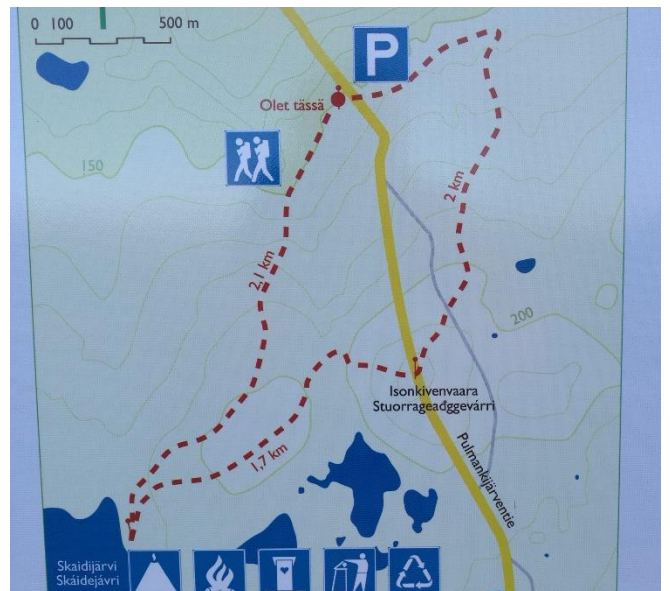 0 100 500 m
P
Olet tässä
150
2 km
2,1 km
200
Isonkivenvaara
Stuorrageađggevárri
1,7 km
Pulmankijärventie
Skaidijärvi
Skáidejávri